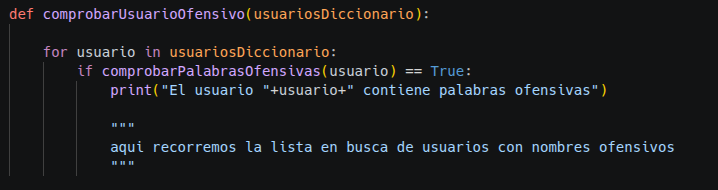 def comprobarUsuarioOfensivo(usuariosDiccionario):
for usuario in usuariosDiccionario:
if comprobarPalabrasOfensivas(usuario) == True:
print("El usuario "+usuario+" contiene palabras ofensivas")
"""
aqui recorremos la lista en busca de usuarios con nombres ofensivos
"""